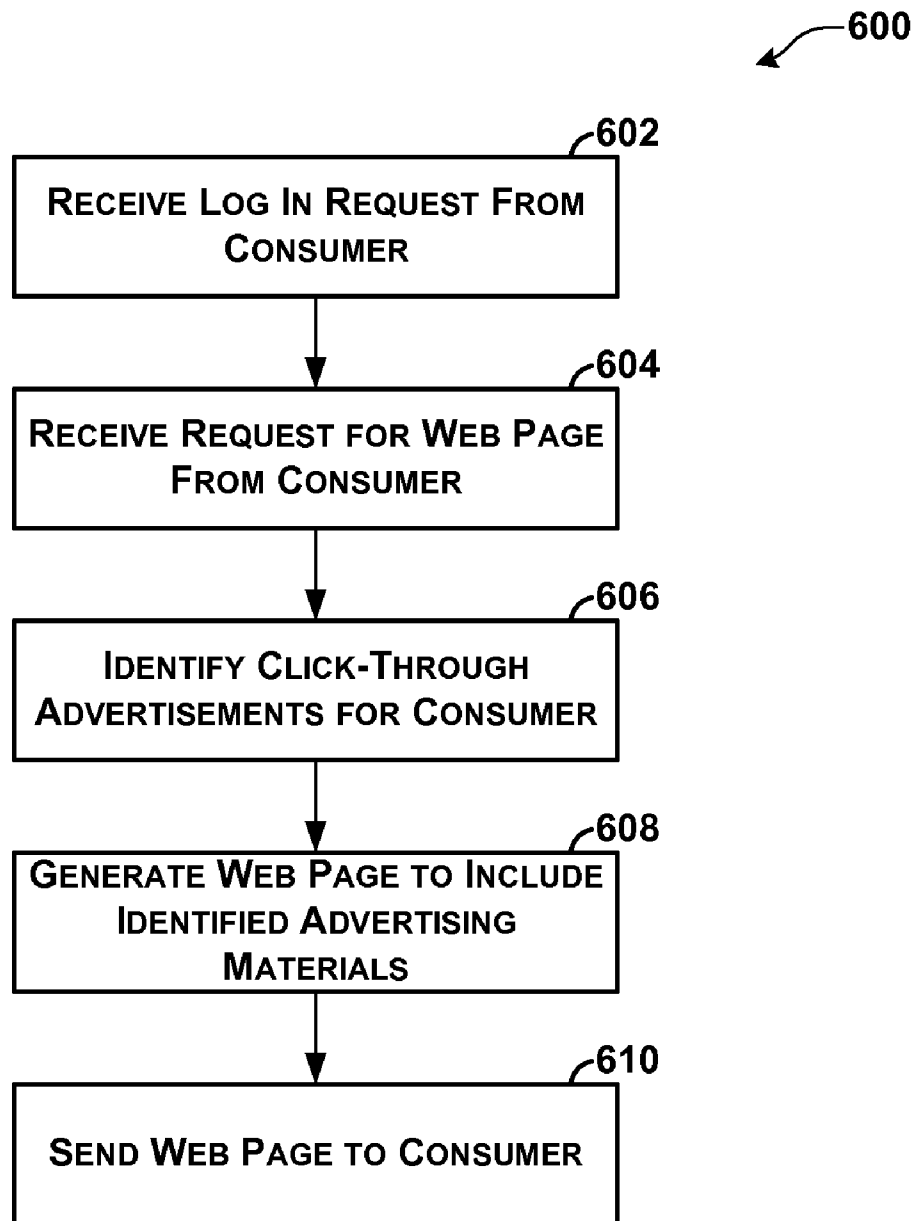 600
602
RECEIVE LOG IN REQUEST FROM
CONSUMER
604
RECEIVE REQUEST FOR WEB PAGE
FROM CONSUMER
606
IDENTIFY CLICK-THROUGH
ADVERTISEMENTS FOR CONSUMER
608
GENERATE WEB PAGE TO INCLUDE
IDENTIFIED ADVERTISING
MATERIALS
610
SEND WEB PAGE TO CONSUMER